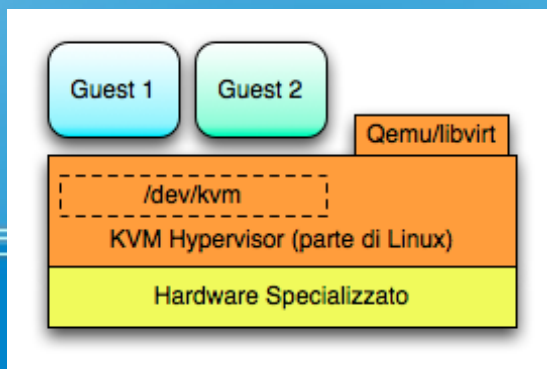 Guest 1
Guest 2
Qemu/libvirt
/dev/kvm
KVM Hypervisor (parte di Linux)
Hardware Specializzato